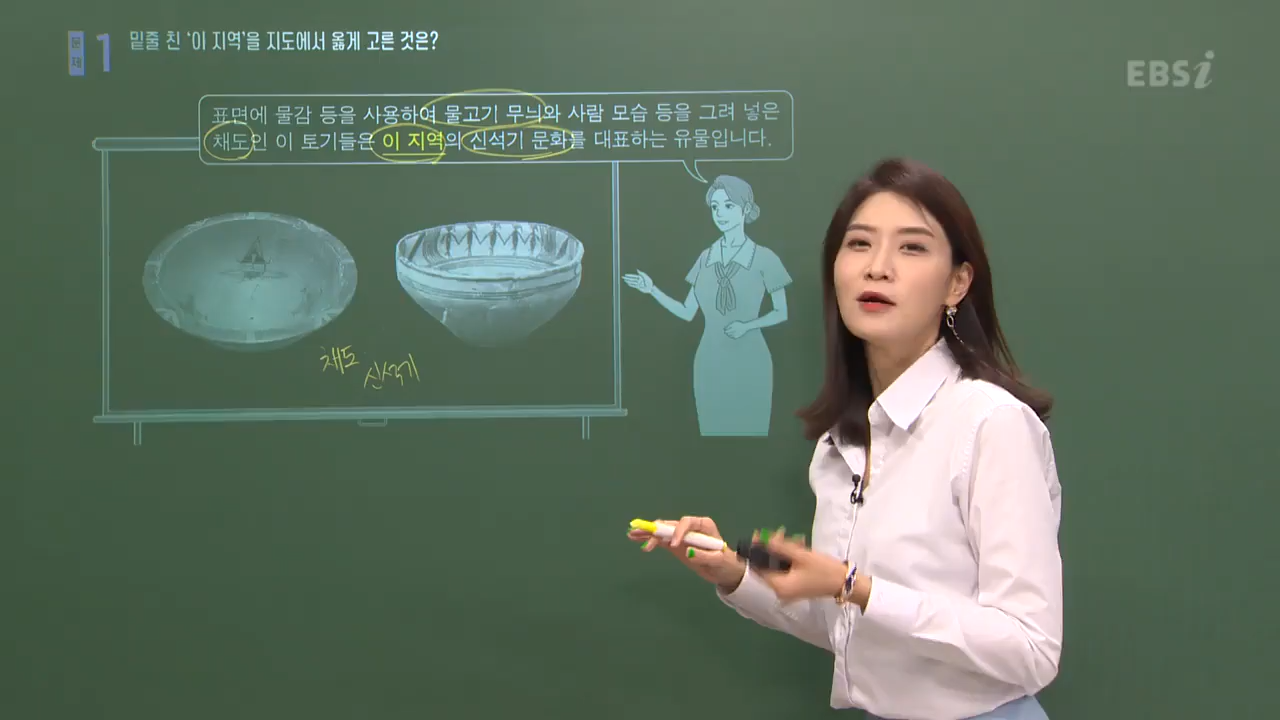 문제 1 밑줄 친 ‘이 지역’을 지도에서 옳게 고른 것은?
EBSi
표면에 물감 등을 사용하여 물고기 무늬와 사람 모습 등을 그려 넣은
채도인 이 토기들은 이 지역의 신석기 문화를 대표하는 유물입니다.
채도
신석기